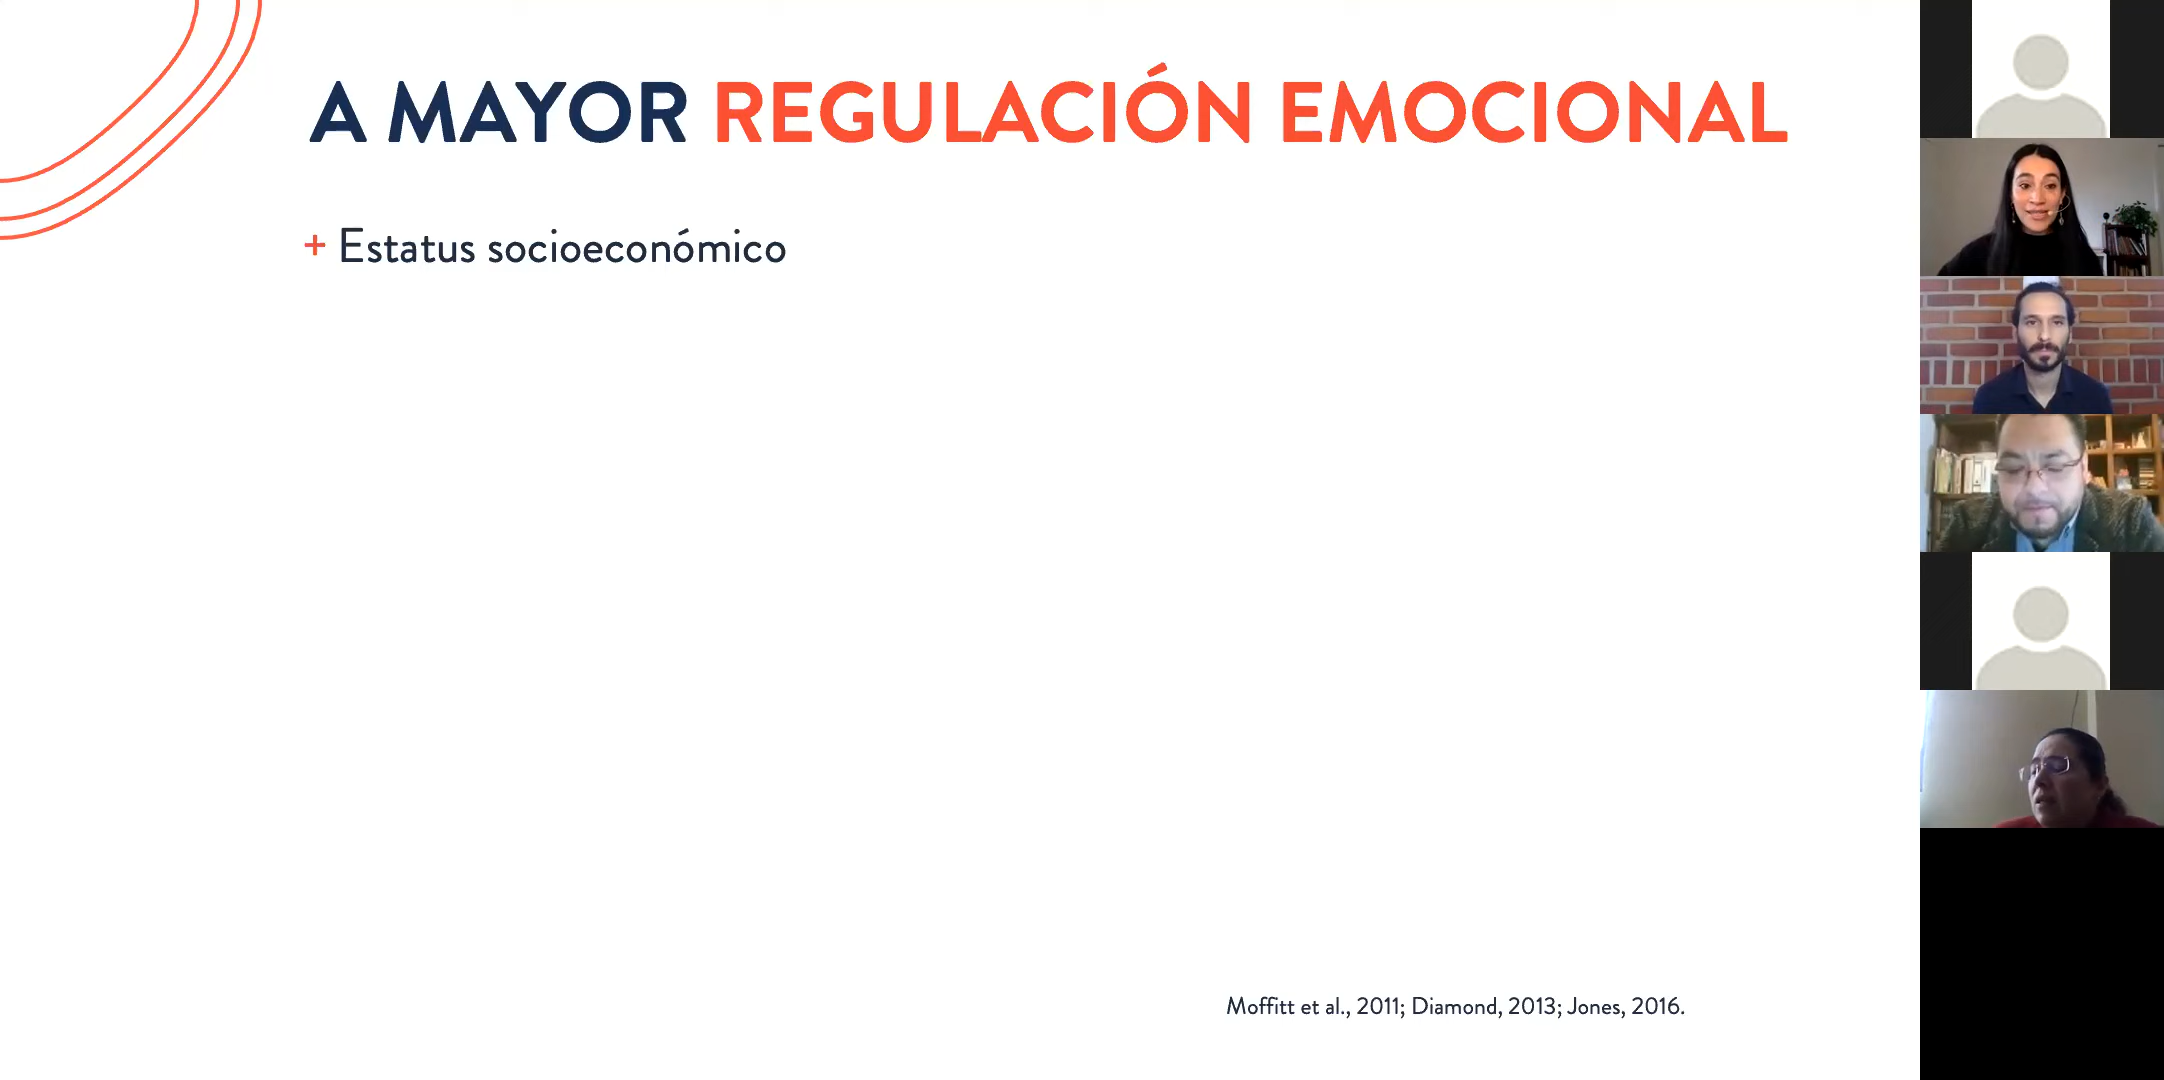 A MAYOR REGULACIÓN EMOCIONAL
+ Estatus socioeconómico
Moffitt et al., 2011; Diamond, 2013; Jones, 2016.